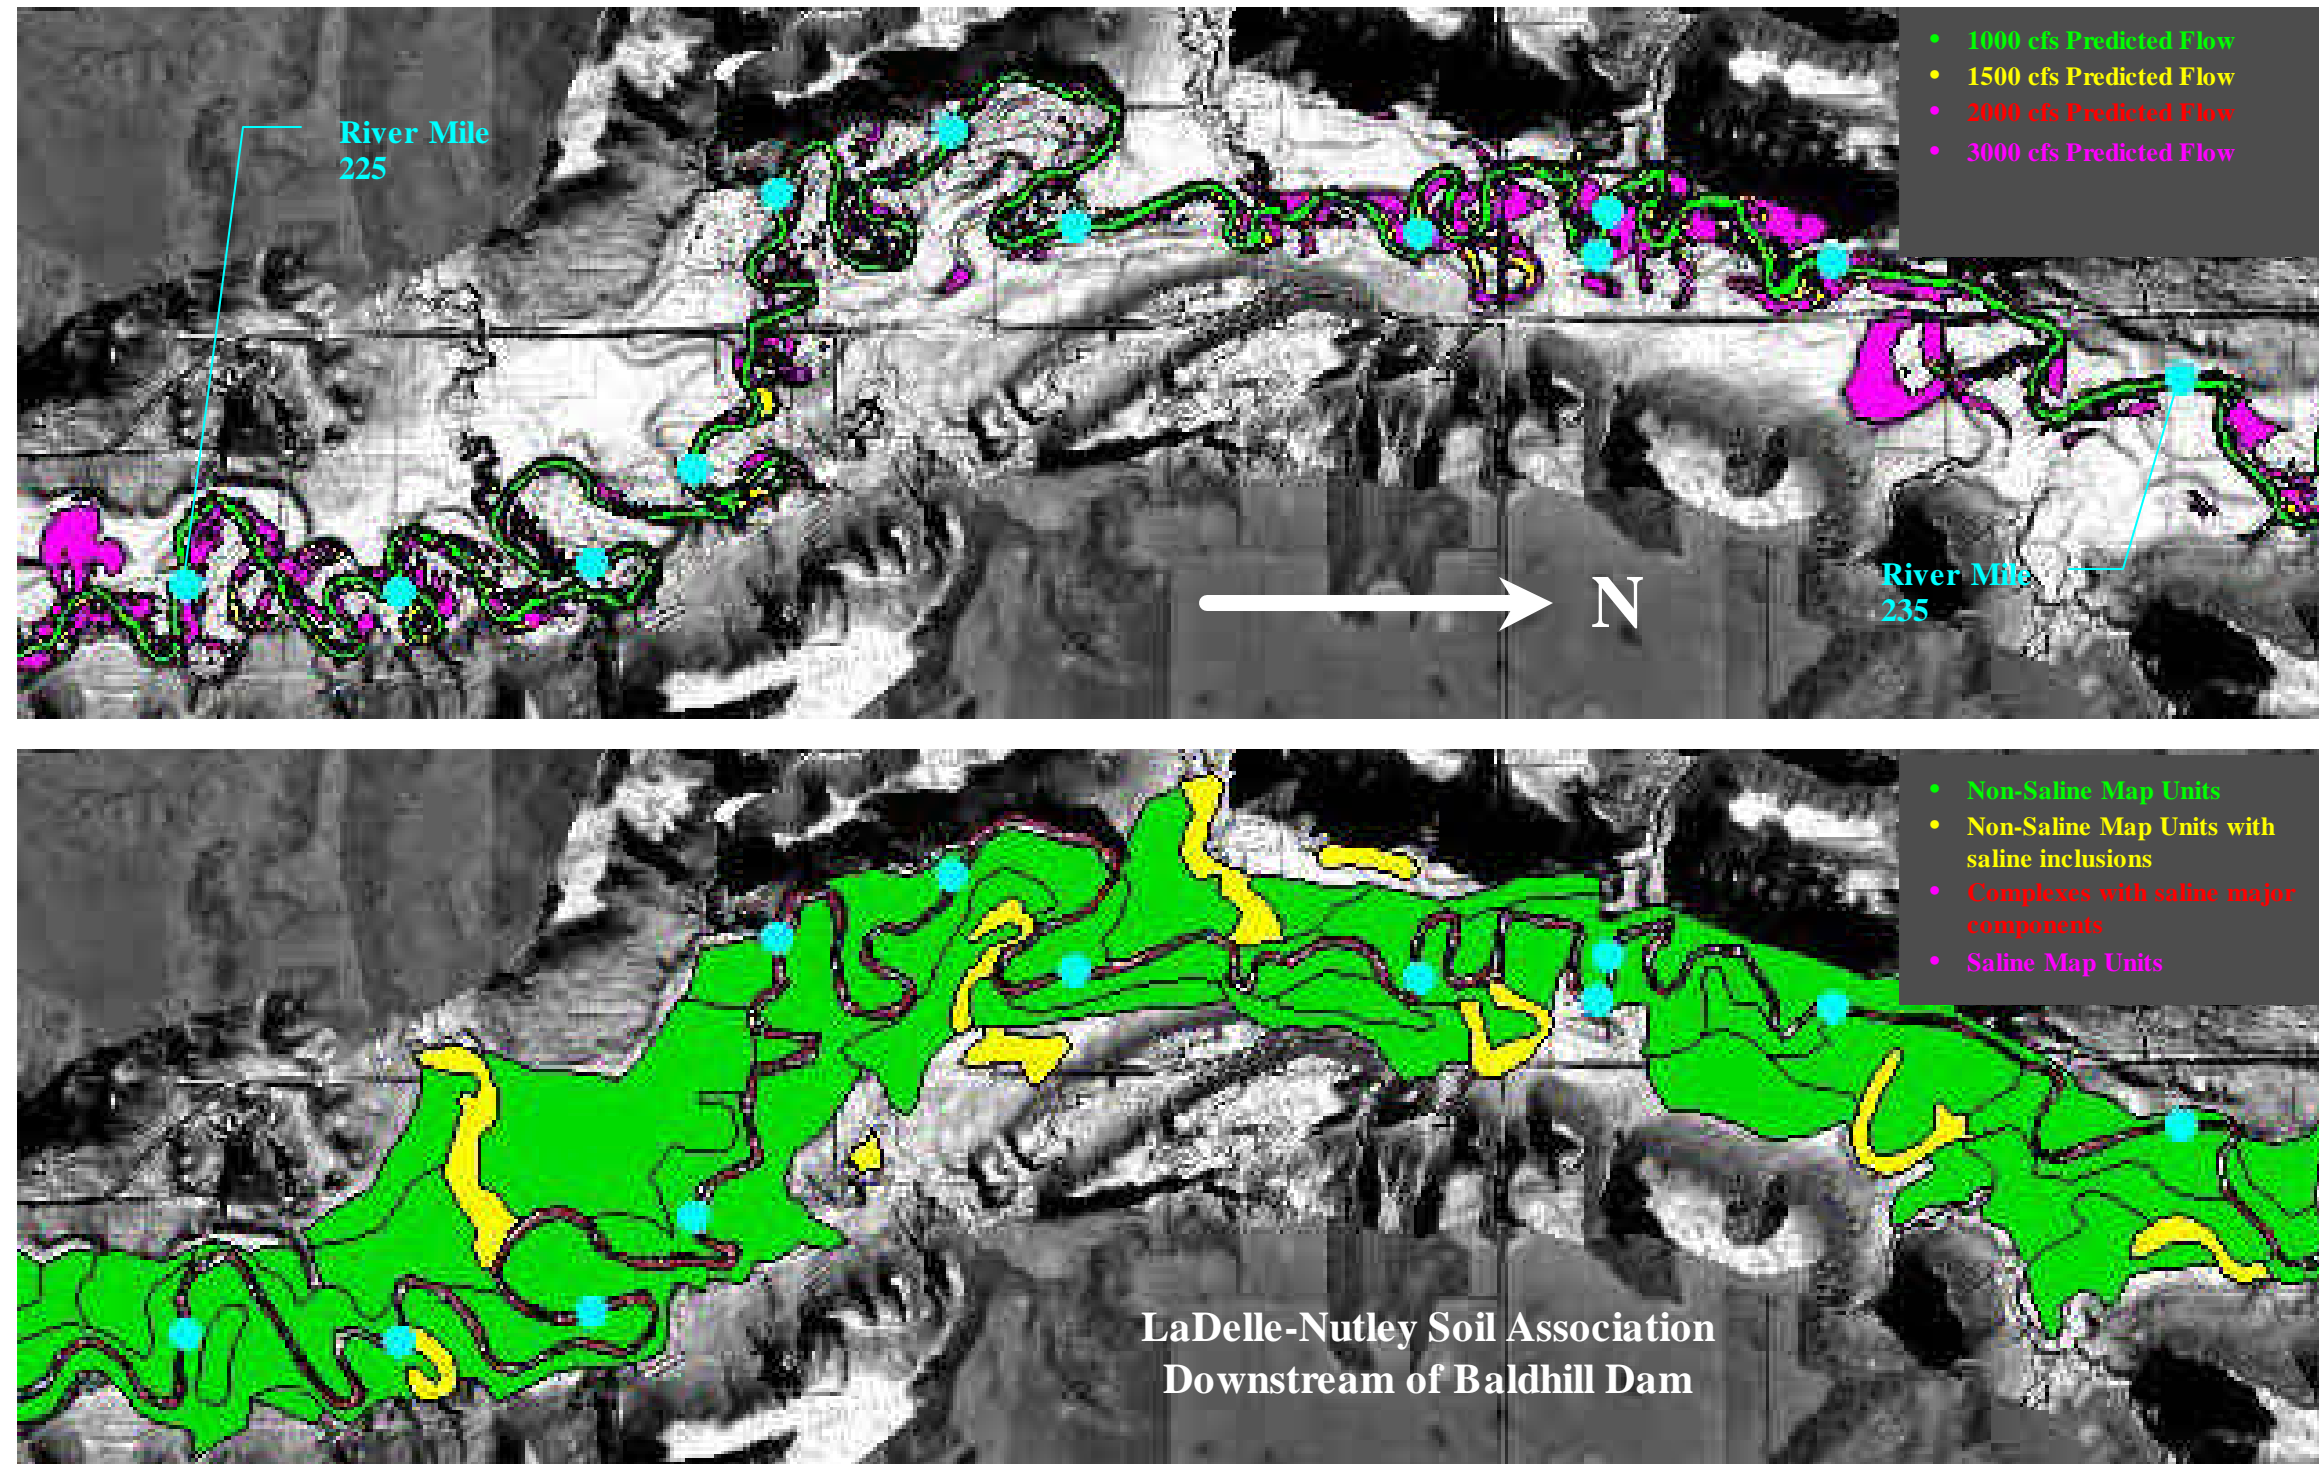 • 1000 cfs Predicted Flow
• 1500 cfs Predicted Flow
• 2000 cfs Predicted Flow
• 3000 cfs Predicted Flow
River Mile
225
N
River Mile
235
• Non-Saline Map Units
• Non-Saline Map Units with
saline inclusions
• Complexes with saline major
components
• Saline Map Units
LaDelle-Nutley Soil Association
Downstream of Baldhill Dam